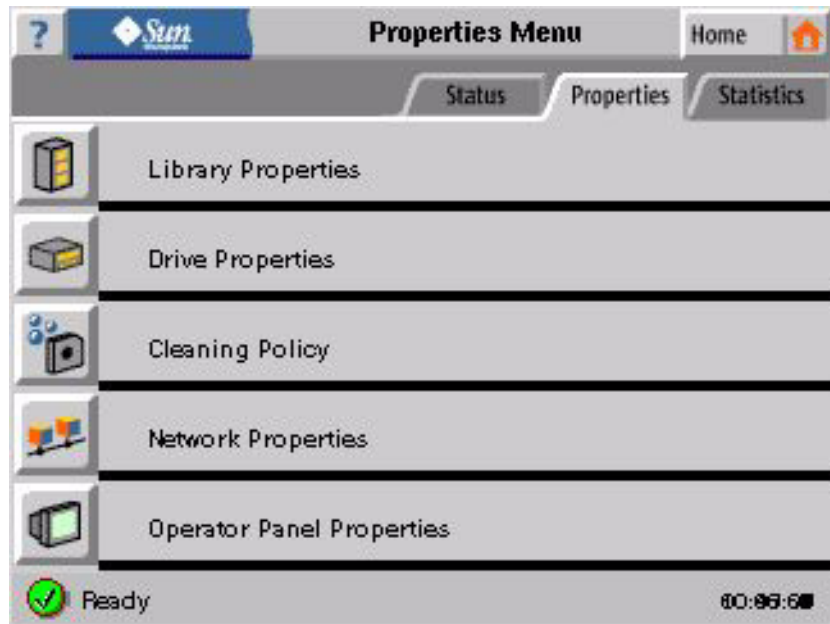 ?
Sun
Properties Menu
Home
Status
Properties
Statistics
Library Properties
Drive Properties
Cleaning Policy
Network Properties
Operator Panel Properties
Ready